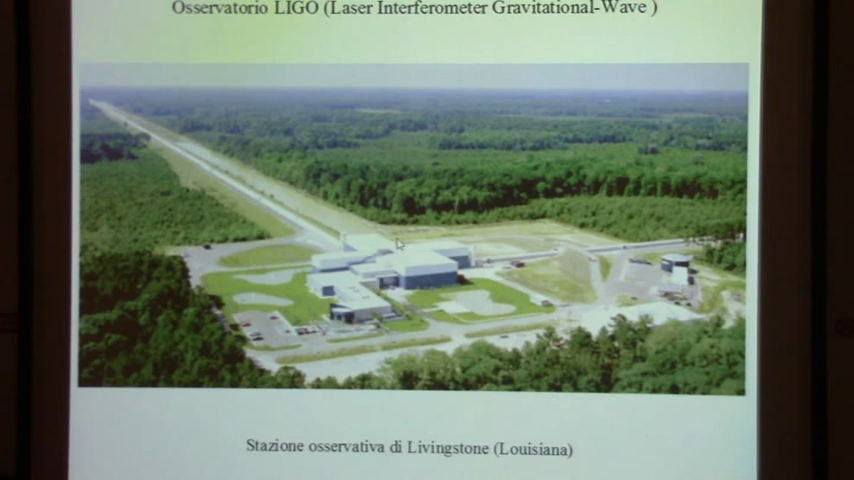 Osservatorio LIGO (Laser Interferometer Gravitational-Wave )
Stazione osservativa di Livingstone (Louisiana)